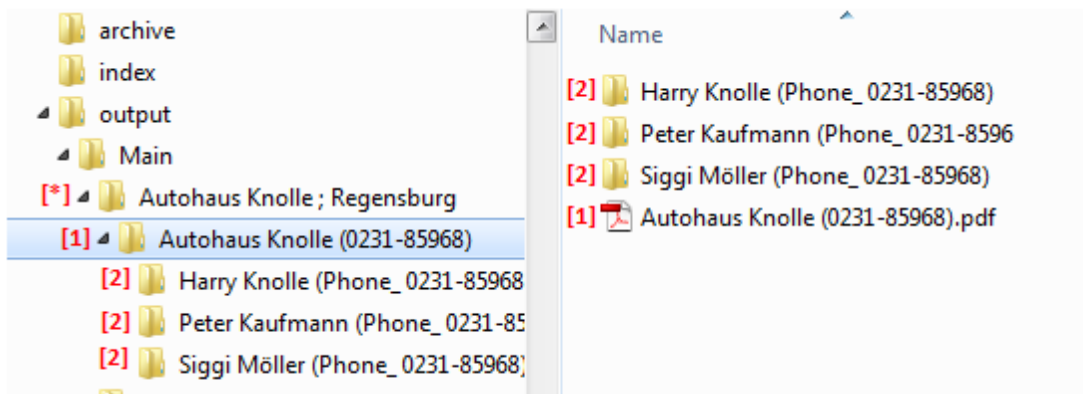 archive
index
output
Main
[*] Autohaus Knolle ; Regensburg
[1] Autohaus Knolle (0231-85968)
[2] Harry Knolle (Phone_ 0231-85968
[2] Peter Kaufmann (Phone_ 0231-85
[2] Siggi Möller (Phone_ 0231-85968)
Name
[2] Harry Knolle (Phone_ 0231-85968)
[2] Peter Kaufmann (Phone_ 0231-8596
[2] Siggi Möller (Phone_ 0231-85968)
[1] Autohaus Knolle (0231-85968).pdf